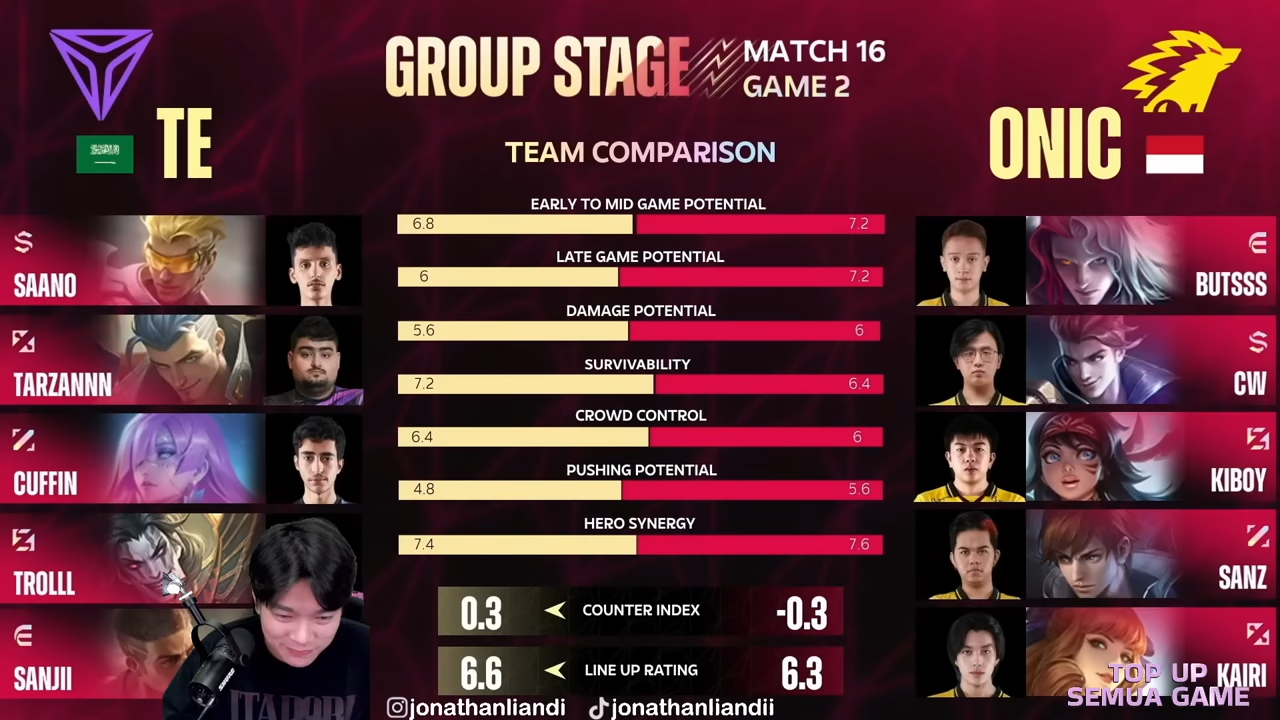 GROUP STAGE
MATCH 16
GAME 2
TE
ONIC
TEAM COMPARISON
EARLY TO MID GAME POTENTIAL
6.8 7.2
LATE GAME POTENTIAL
6 7.2
DAMAGE POTENTIAL
5.6 6
SURVIVABILITY
7.2 6.4
CROWD CONTROL
6.4 6
PUSHING POTENTIAL
4.8 5.6
HERO SYNERGY
7.4 7.6
0.3 COUNTER INDEX -0.3
6.6 LINE UP RATING 6.3
SAANO
TARZANNN
CUFFIN
TROLLL
SANJII
BUTSSS
CW
KIBOY
SANZ
KAIRI
TOP UP
SEMUA GAME
jonathanliandi jonathanliandii